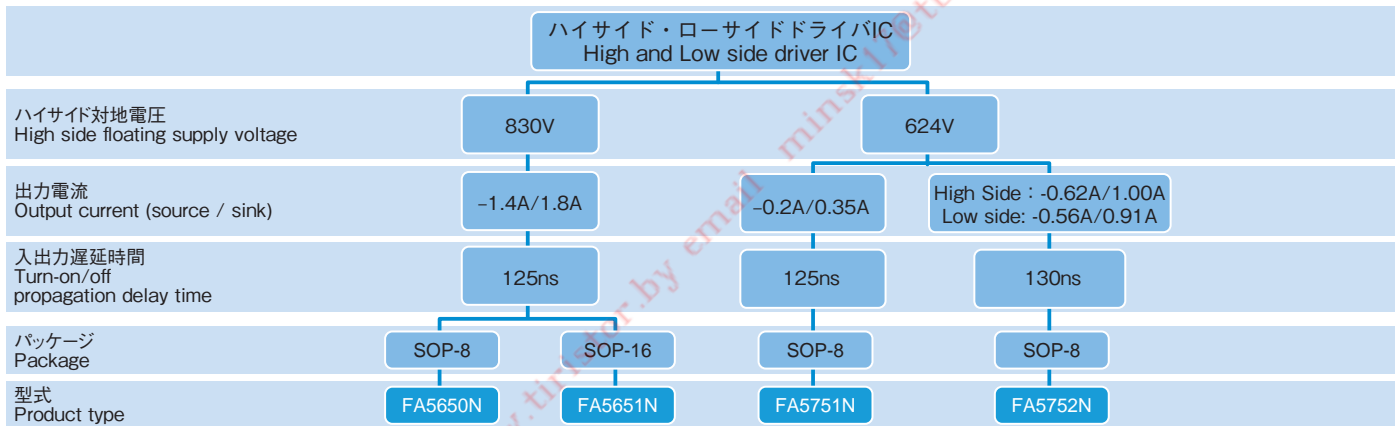 ハイサイド・ローサイドドライバIC
High and Low side driver IC
ハイサイド対地電圧
High side floating supply voltage
830V
624V
出力電流
Output current (source / sink)
–1.4A/1.8A
–0.2A/0.35A
High Side：-0.62A/1.00A
Low side: -0.56A/0.91A
入出力遅延時間
Turn-on/off
propagation delay time
125ns
125ns
130ns
パッケージ
Package
SOP-8
SOP-16
SOP-8
SOP-8
型式
Product type
FA5650N
FA5651N
FA5751N
FA5752N
.tiristor.by email minsk17@t